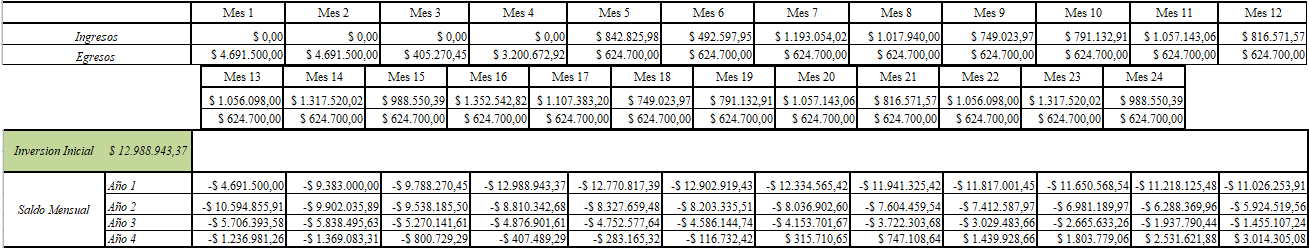 Mes 1 Mes 2 Mes 3 Mes 4 Mes 5 Mes 6 Mes 7 Mes 8 Mes 9 Mes 10 Mes 11 Mes 12
Ingresos $ 0,00 $ 0,00 $ 0,00 $ 0,00 $ 842.825,98 $ 492.597,95 $ 1.193.054,02 $ 1.017.940,00 $ 749.023,97 $ 791.132,91 $ 1.057.143,06 $ 816.571,57
Egresos $ 4.691.500,00 $ 4.691.500,00 $ 405.270,45 $ 3.200.672,92 $ 624.700,00 $ 624.700,00 $ 624.700,00 $ 624.700,00 $ 624.700,00 $ 624.700,00 $ 624.700,00 $ 624.700,00
Mes 13 Mes 14 Mes 15 Mes 16 Mes 17 Mes 18 Mes 19 Mes 20 Mes 21 Mes 22 Mes 23 Mes 24
$ 1.056.098,00 $ 1.317.520,02 $ 988.550,39 $ 1.352.542,82 $ 1.107.383,20 $ 749.023,97 $ 791.132,91 $ 1.057.143,06 $ 816.571,57 $ 1.056.098,00 $ 1.317.520,02 $ 988.550,39
$ 624.700,00 $ 624.700,00 $ 624.700,00 $ 624.700,00 $ 624.700,00 $ 624.700,00 $ 624.700,00 $ 624.700,00 $ 624.700,00 $ 624.700,00 $ 624.700,00 $ 624.700,00
Inversion Inicial $ 12.988.943,37
Saldo Mensual
Año 1 -$ 4.691.500,00 -$ 9.383.000,00 -$ 9.788.270,45 -$ 12.988.943,37 -$ 12.770.817,39 -$ 12.902.919,43 -$ 12.334.565,42 -$ 11.941.325,42 -$ 11.817.001,45 -$ 11.650.568,54 -$ 11.218.125,48 -$ 11.026.253,91
Año 2 -$ 10.594.855,91 -$ 9.902.035,89 -$ 9.538.185,50 -$ 8.810.342,68 -$ 8.327.659,48 -$ 8.203.335,51 -$ 8.036.902,60 -$ 7.604.459,54 -$ 7.412.587,97 -$ 6.981.189,97 -$ 6.288.369,96 -$ 5.924.519,56
Año 3 -$ 5.706.393,58 -$ 5.838.495,63 -$ 5.270.141,61 -$ 4.876.901,61 -$ 4.752.577,64 -$ 4.586.144,74 -$ 4.153.701,67 -$ 3.722.303,68 -$ 3.029.483,66 -$ 2.665.633,26 -$ 1.937.790,44 -$ 1.455.107,24
Año 4 -$ 1.236.981,26 -$ 1.369.083,31 -$ 800.729,29 -$ 407.489,29 -$ 283.165,32 -$ 116.732,42 $ 315.710,65 $ 747.108,64 $ 1.439.928,66 $ 1.803.779,06 $ 2.531.621,88 $ 3.014.305,09